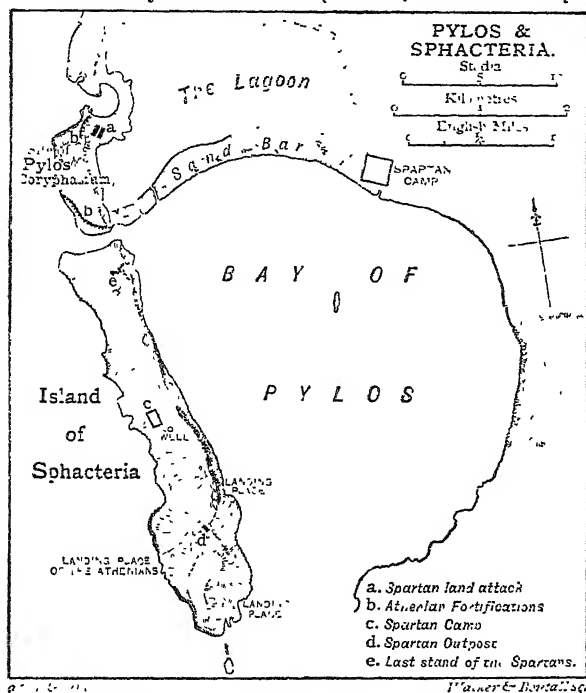 PYLOS &
SPHACTERIA.
English Miles
The Lagoon
b
a
Pylos
b
Sand Bar
SPARTAN
CAMP
BAY OF
PYLOS
e
c
WELL
Island
of
Sphacteria
LANDING
PLACE
d
LANDING PLACE
OF THE ATHENIANS
LANDING
PLACE
a. Spartan land attack
b. Athenian Fortifications
c. Spartan Camp
d. Spartan Outpost
e. Last stand of the Spartans.